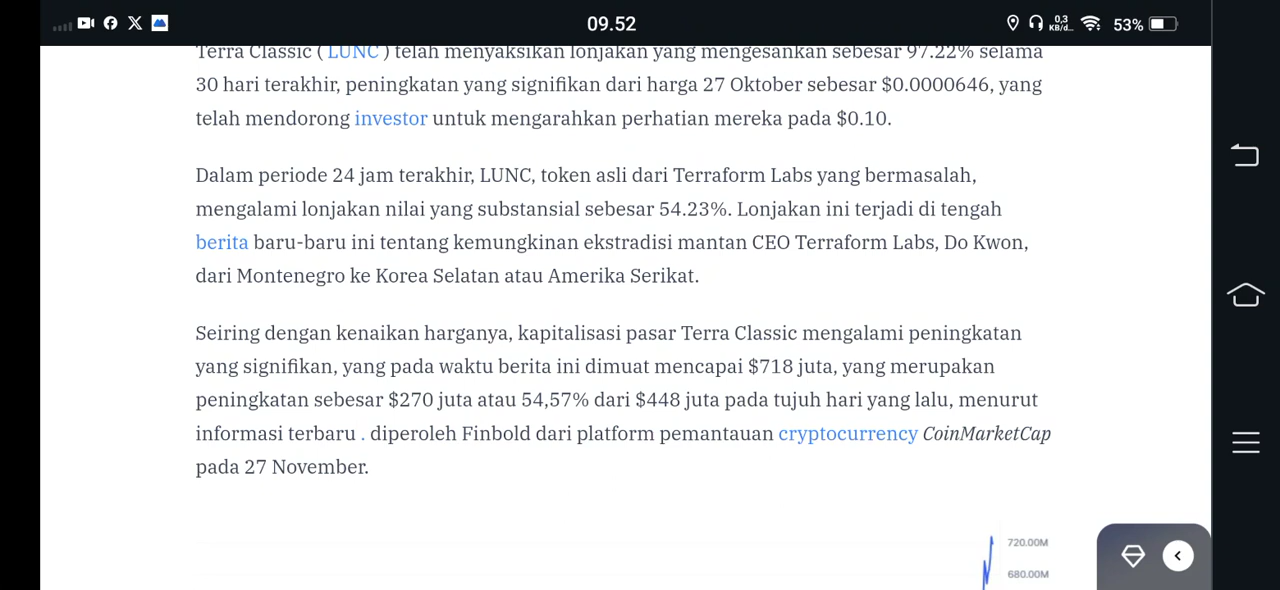 09.52
0,3
KB/d...
53%
Terra Classic ( LUNC ) telah menyaksikan lonjakan yang mengesankan sebesar 97.22% selama
30 hari terakhir, peningkatan yang signifikan dari harga 27 Oktober sebesar $0.0000646, yang
telah mendorong investor untuk mengarahkan perhatian mereka pada $0.10.
Dalam periode 24 jam terakhir, LUNC, token asli dari Terraform Labs yang bermasalah,
mengalami lonjakan nilai yang substansial sebesar 54.23%. Lonjakan ini terjadi di tengah
berita baru-baru ini tentang kemungkinan ekstradisi mantan CEO Terraform Labs, Do Kwon,
dari Montenegro ke Korea Selatan atau Amerika Serikat.
Seiring dengan kenaikan harganya, kapitalisasi pasar Terra Classic mengalami peningkatan
yang signifikan, yang pada waktu berita ini dimuat mencapai $718 juta, yang merupakan
peningkatan sebesar $270 juta atau 54,57% dari $448 juta pada tujuh hari yang lalu, menurut
informasi terbaru . diperoleh Finbold dari platform pemantauan cryptocurrency CoinMarketCap
pada 27 November.
720.00M
680.00M